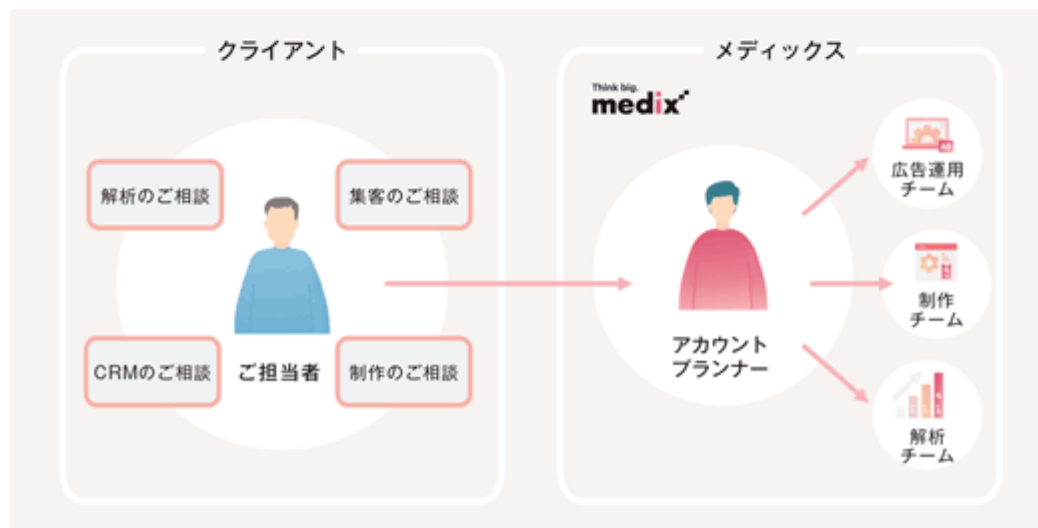 クライアント
解析のご相談
集客のご相談
CRMのご相談
ご担当者
制作のご相談
メディックス
Think big.
medix
アカウント
プランナー
広告運用
チーム
制作
チーム
解析
チーム